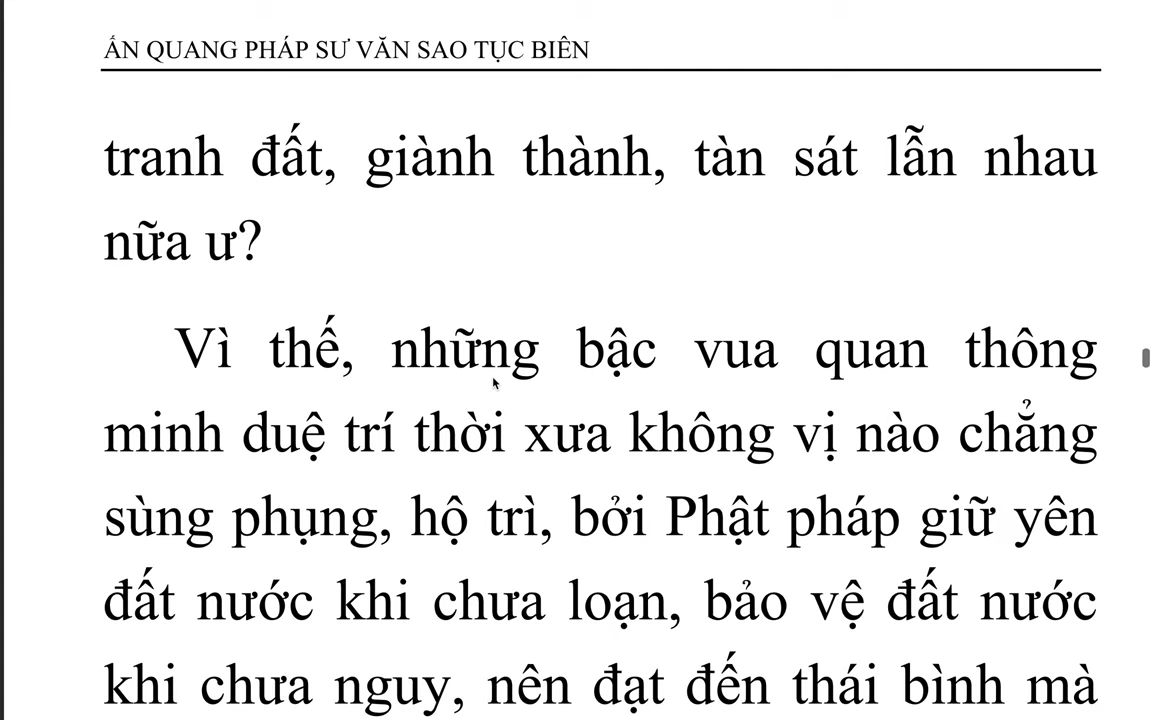 ẤN QUANG PHÁP SƯ VĂN SAO TỤC BIÊN
tranh đất, giành thành, tàn sát lẫn nhau
nữa ư?
Vì thế, những bậc vua quan thông
minh duệ trí thời xưa không vị nào chẳng
sùng phụng, hộ trì, bởi Phật pháp giữ yên
đất nước khi chưa loạn, bảo vệ đất nước
khi chưa nguy, nên đạt đến thái bình mà